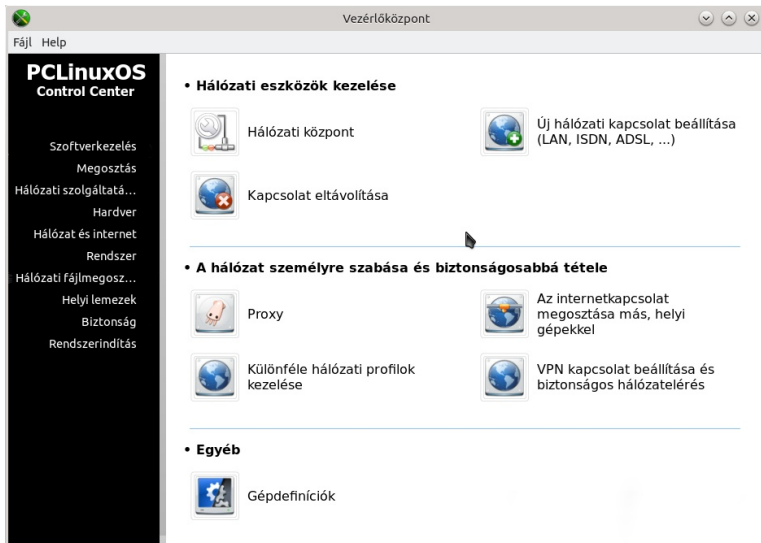 Vezérlőközpont
Fájl Help
PCLinuxOS
Control Center
Szoftverkezelés
Megosztás
Hálózati szolgáltatá...
Hardver
Hálózat és internet
Rendszer
Hálózati fájlmegosz...
Helyi lemezek
Biztonság
Rendszerindítás
• Hálózati eszközök kezelése
Hálózati központ
Új hálózati kapcsolat beállítása
(LAN, ISDN, ADSL, ...)
Kapcsolat eltávolítása
• A hálózat személyre szabása és biztonságosabbá tétele
Proxy
Az internetkapcsolat
megosztása más, helyi
gépekkel
Különféle hálózati profilok
kezelése
VPN kapcsolat beállítása és
biztonságos hálózatelérés
• Egyéb
Gépdefiníciók